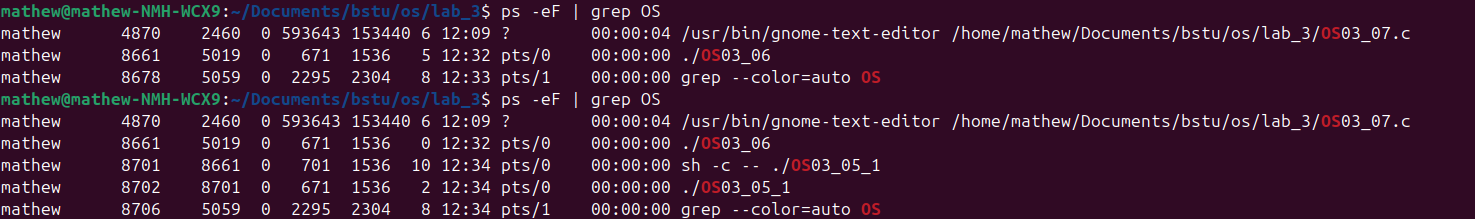 mathew@mathew-NMH-WCX9:~/Documents/bstu/os/lab_3$ ps -eF | grep OS
mathew      4870    2460  0 593643 153440 6 12:09 ?        00:00:04 /usr/bin/gnome-text-editor /home/mathew/Documents/bstu/os/lab_3/OS03_07.c
mathew      8661    5019  0   671  1536   5 12:32 pts/0    00:00:00 ./OS03_06
mathew      8678    5059  0  2295  2304   8 12:33 pts/1    00:00:00 grep --color=auto OS
mathew@mathew-NMH-WCX9:~/Documents/bstu/os/lab_3$ ps -eF | grep OS
mathew      4870    2460  0 593643 153440 6 12:09 ?        00:00:04 /usr/bin/gnome-text-editor /home/mathew/Documents/bstu/os/lab_3/OS03_07.c
mathew      8661    5019  0   671  1536   0 12:32 pts/0    00:00:00 ./OS03_06
mathew      8701    8661  0   701  1536  10 12:34 pts/0    00:00:00 sh -c -- ./OS03_05_1
mathew      8702    8701  0   671  1536   2 12:34 pts/0    00:00:00 ./OS03_05_1
mathew      8706    5059  0  2295  2304   8 12:34 pts/1    00:00:00 grep --color=auto OS